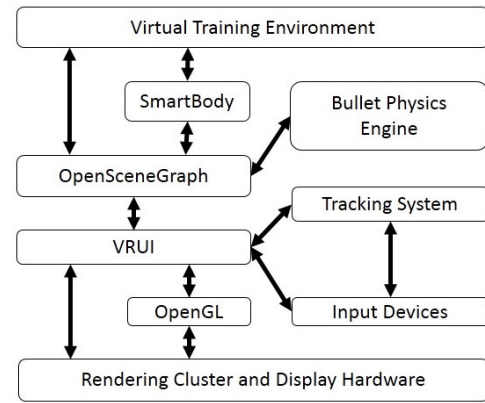 Virtual Training Environment
SmartBody
Bullet Physics
Engine
OpenSceneGraph
Tracking System
VRUI
OpenGL
Input Devices
Rendering Cluster and Display Hardware